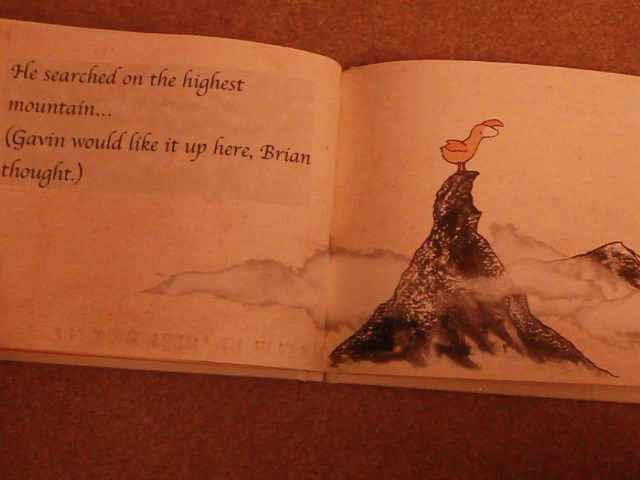 He searched on the highest
mountain...
(Gavin would like it up here, Brian
thought.)